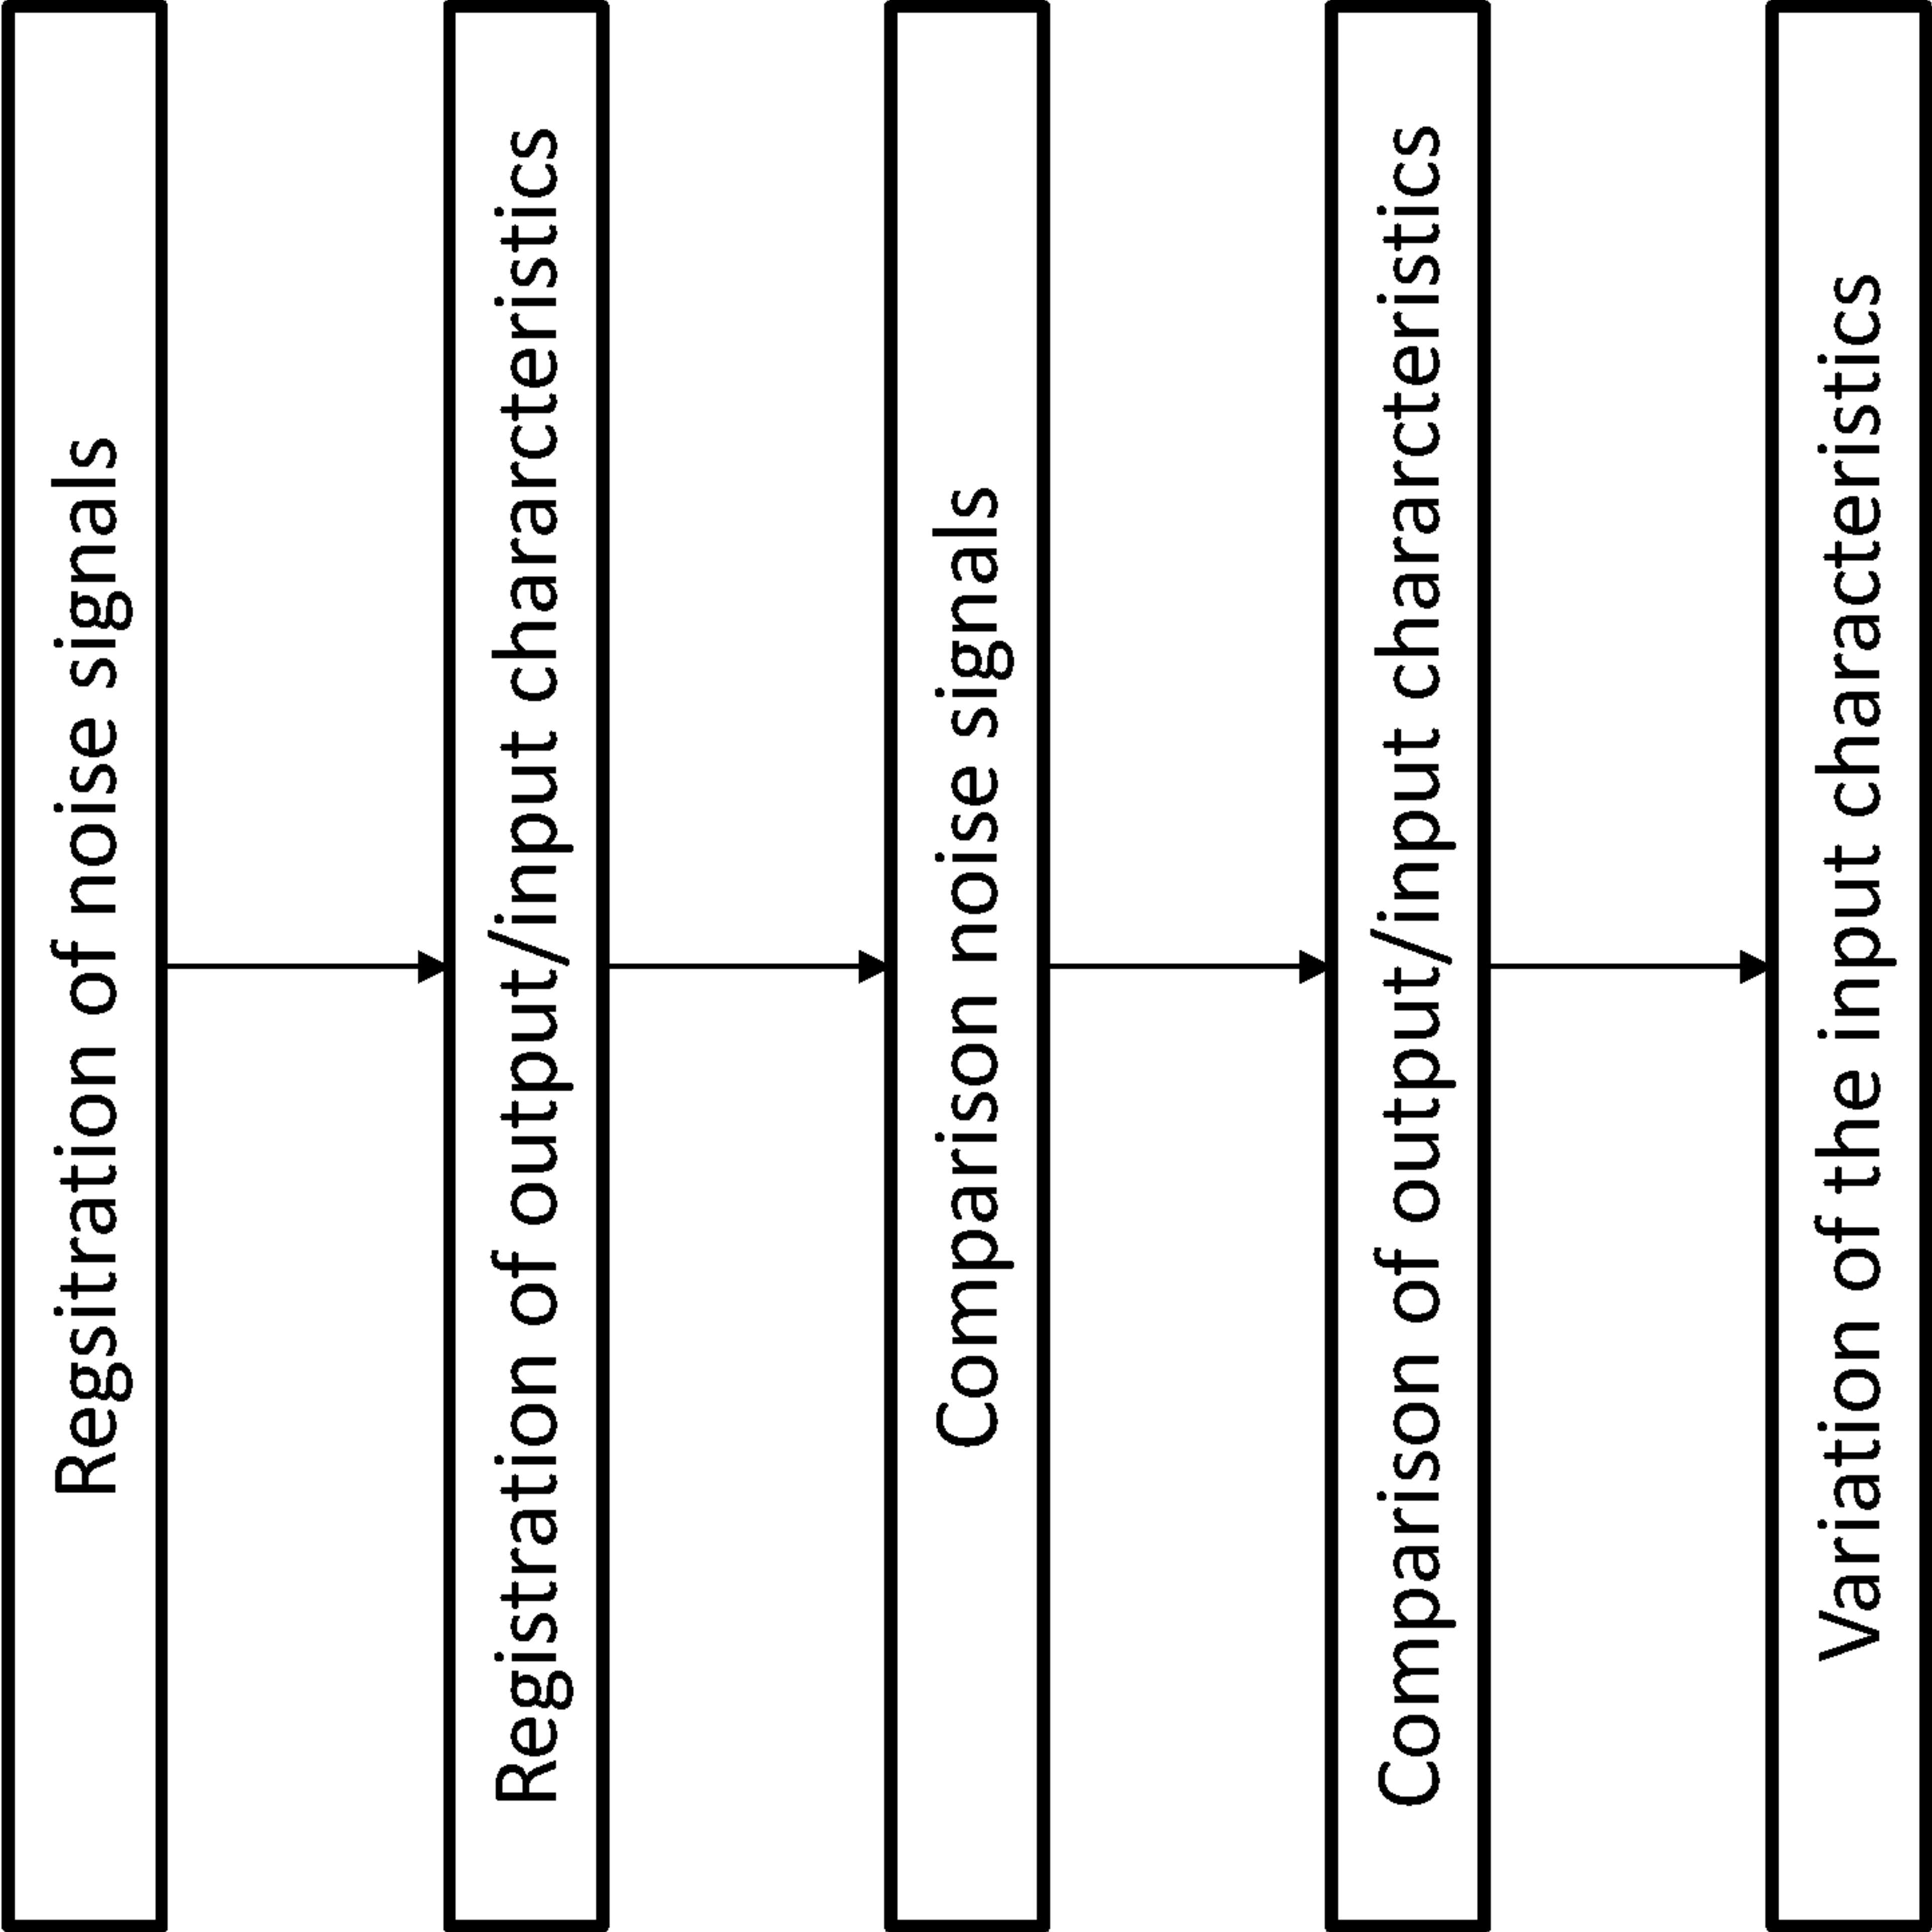 Regsitration of noise signals
Registration of output/input chararcteristics
Comparison noise signals
Comparison of output/input chararcteristics
Variation of the input characteristics